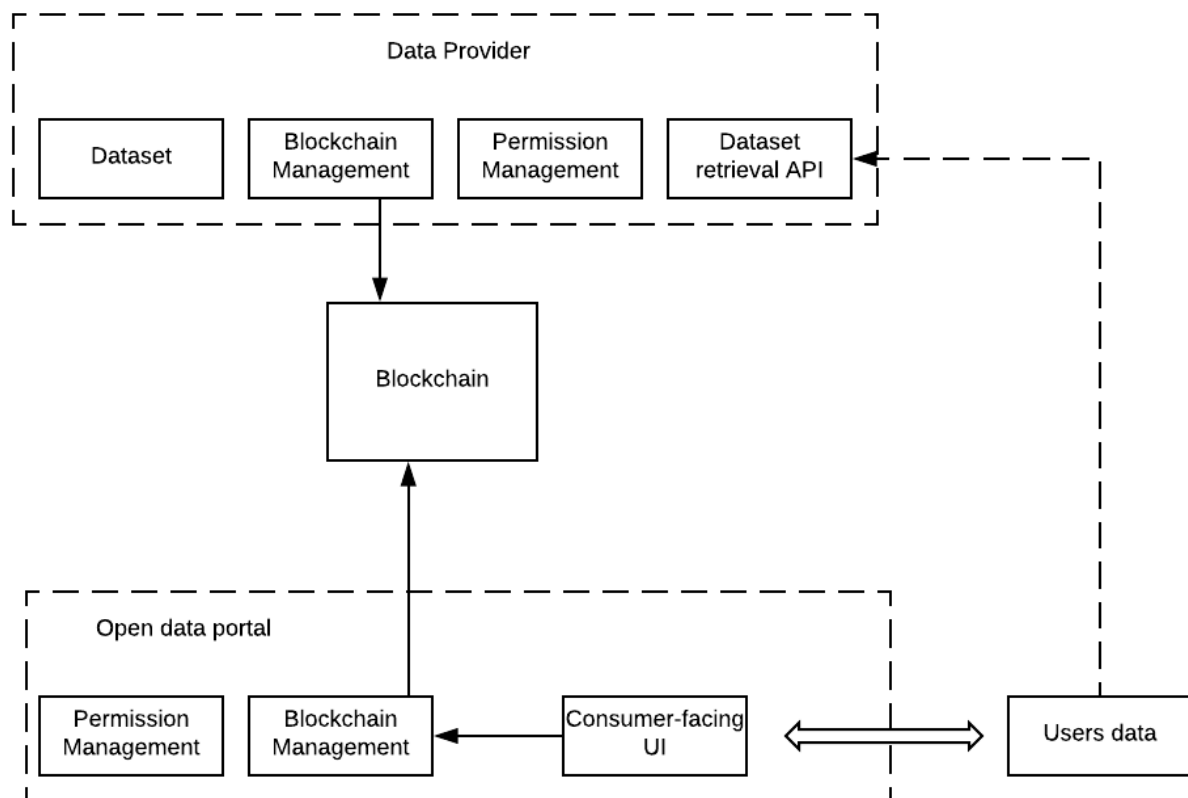 Data Provider
Dataset
Blockchain
Management
Permission
Management
Dataset
retrieval API
Blockchain
Open data portal
Permission
Management
Blockchain
Management
Consumer-facing
UI
Users data